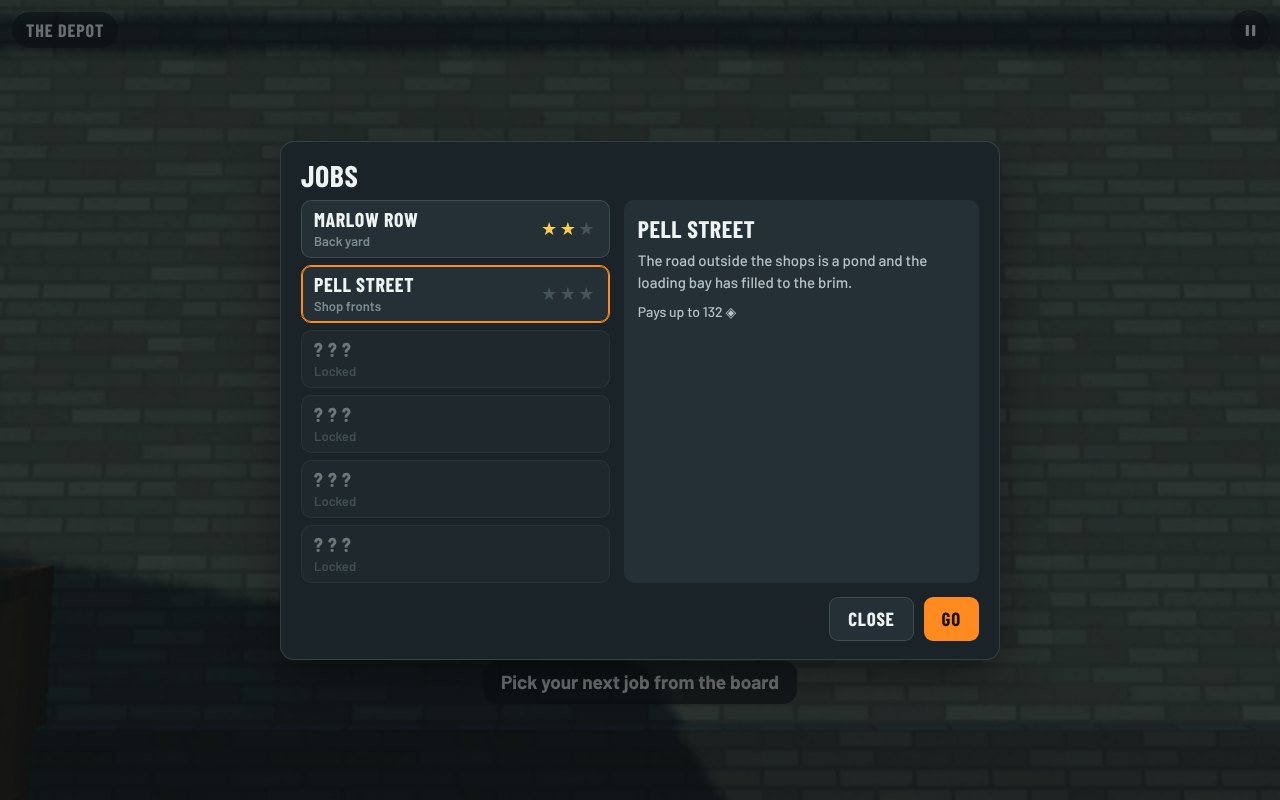 THE DEPOT
JOBS
MARLOW ROW
Back yard
PELL STREET
Shop fronts
? ? ?
Locked
? ? ?
Locked
? ? ?
Locked
? ? ?
Locked
PELL STREET
The road outside the shops is a pond and the
loading bay has filled to the brim.
Pays up to 132 ◈
CLOSE
GO
Pick your next job from the board